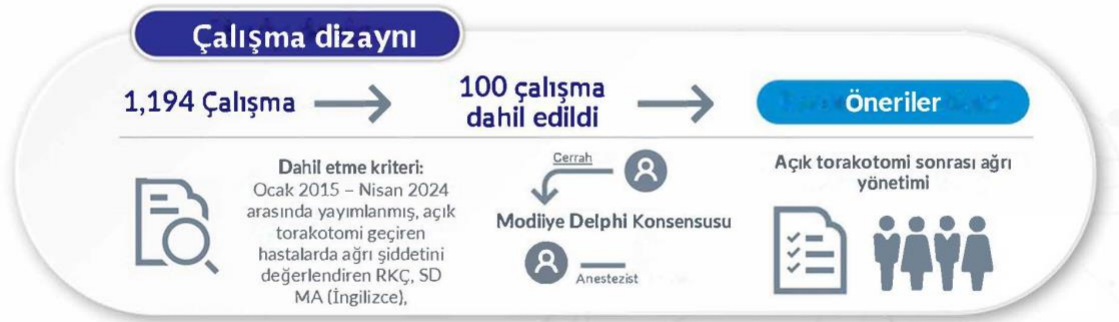 Çalışma dizaynı
1,194 Çalışma
100 çalışma
dahil edildi
Öneriler
Dahil etme kriteri:
Ocak 2015 – Nisan 2024
arasında yayımlanmış, açık
torakotomi geçiren
hastalarda ağrı şiddetini
değerlendiren RKÇ, SD
MA (İngilizce),
Cerrah
Modiiye Delphi Konsensusu
Anestezist
Açık torakotomi sonrası ağrı
yönetimi